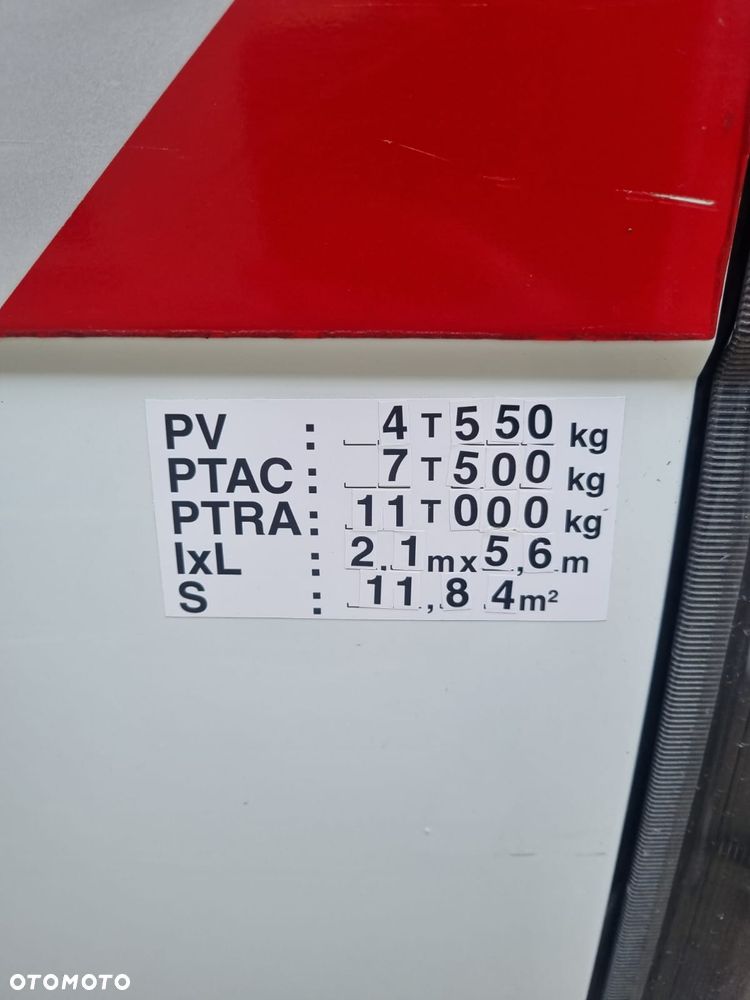 PV : 4 T 550 kg
PTAC : 7 T 500 kg
PTRA : 11 T 000 kg
lxL : 2.1 m x 5,6 m
S : 11,84 m²
OTOMOTO